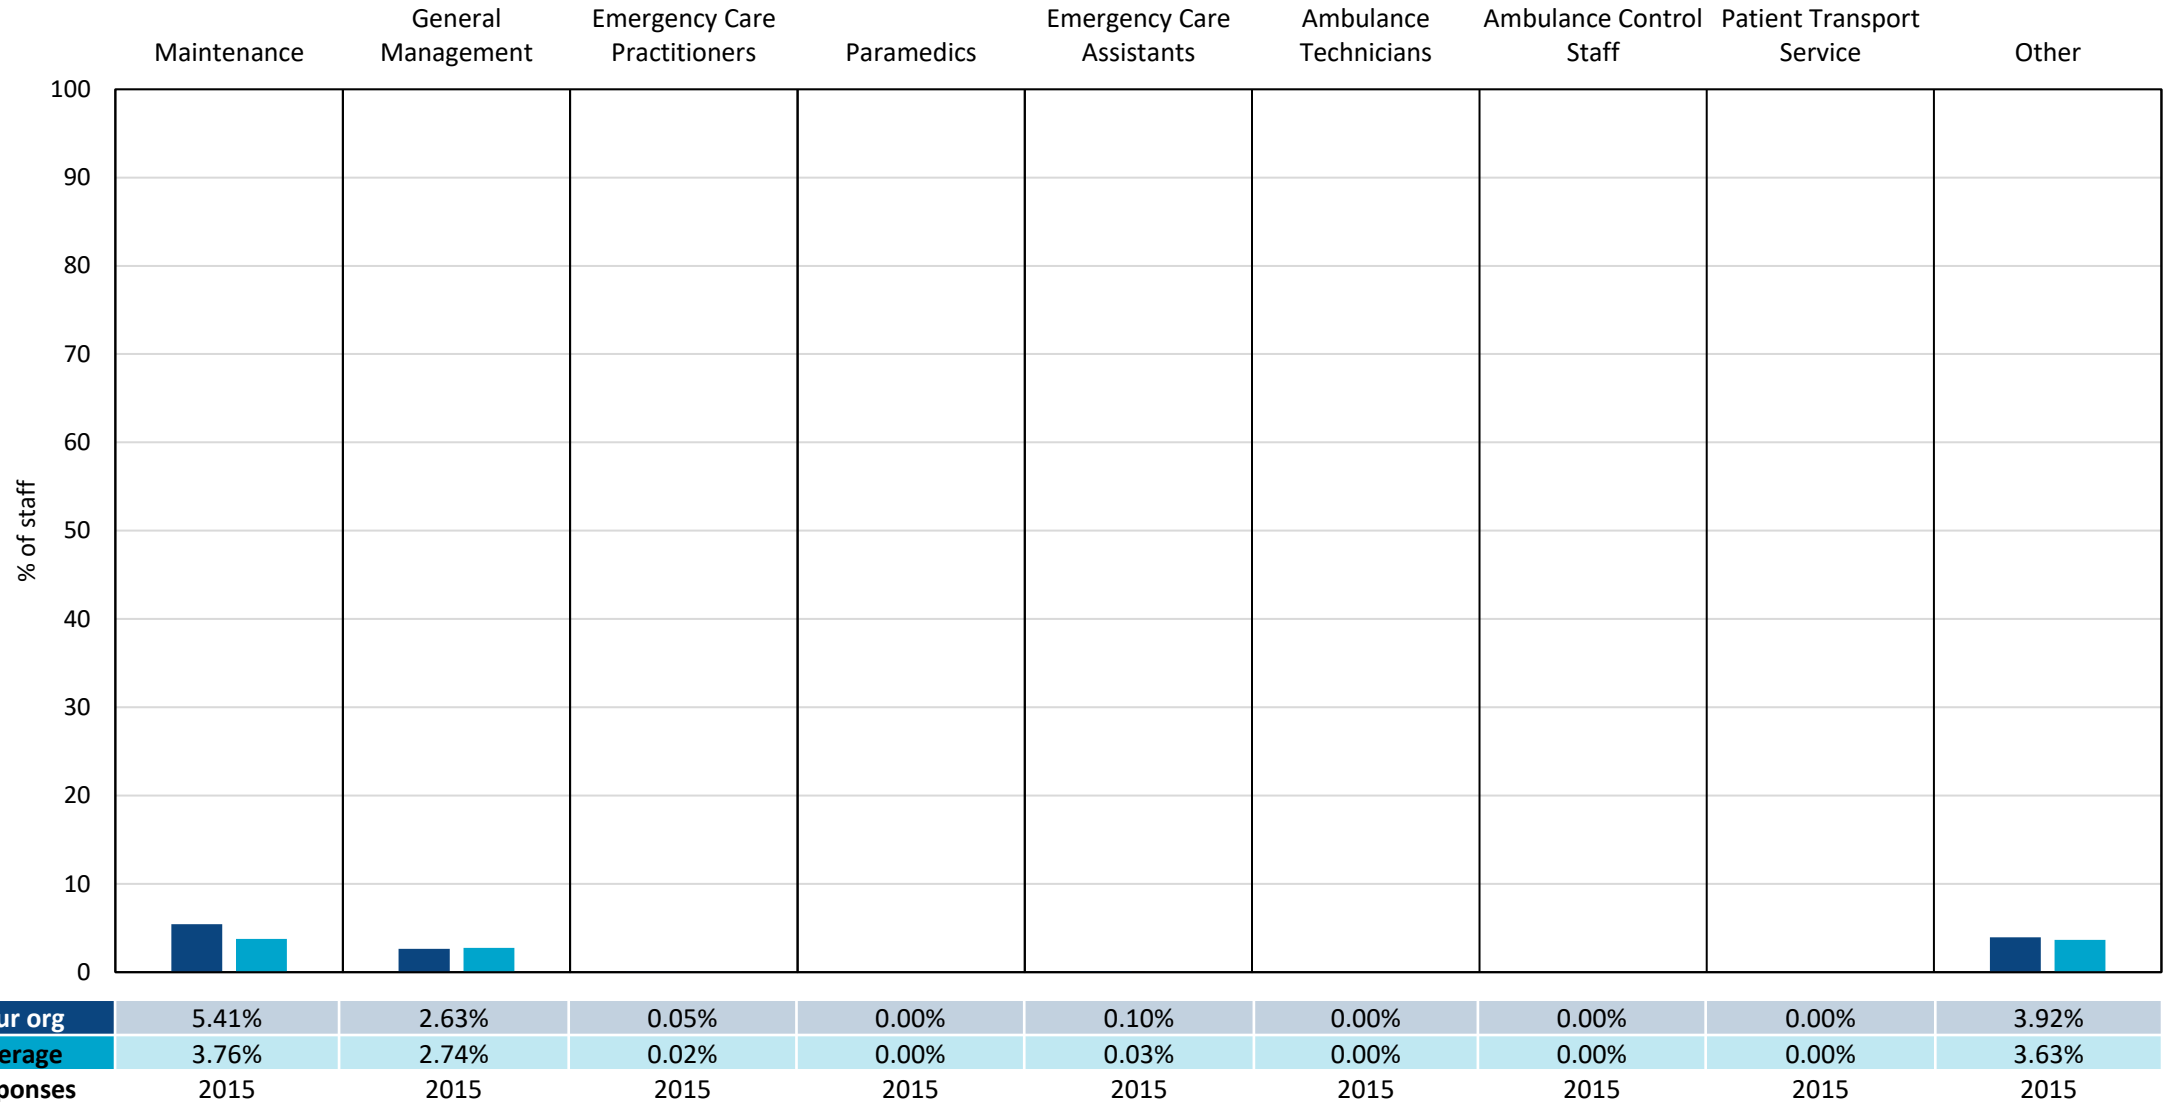 Maintenance
General
Management
Emergency Care
Practitioners
Paramedics
Emergency Care
Assistants
Ambulance
Technicians
Ambulance Control
Staff
Patient Transport
Service
Other
100
90
80
70
60
50
40
30
20
10
0
% of staff
ur org 5.41% 2.63% 0.05% 0.00% 0.10% 0.00% 0.00% 0.00% 3.92%
erage 3.76% 2.74% 0.02% 0.00% 0.03% 0.00% 0.00% 0.00% 3.63%
ponses 2015 2015 2015 2015 2015 2015 2015 2015 2015